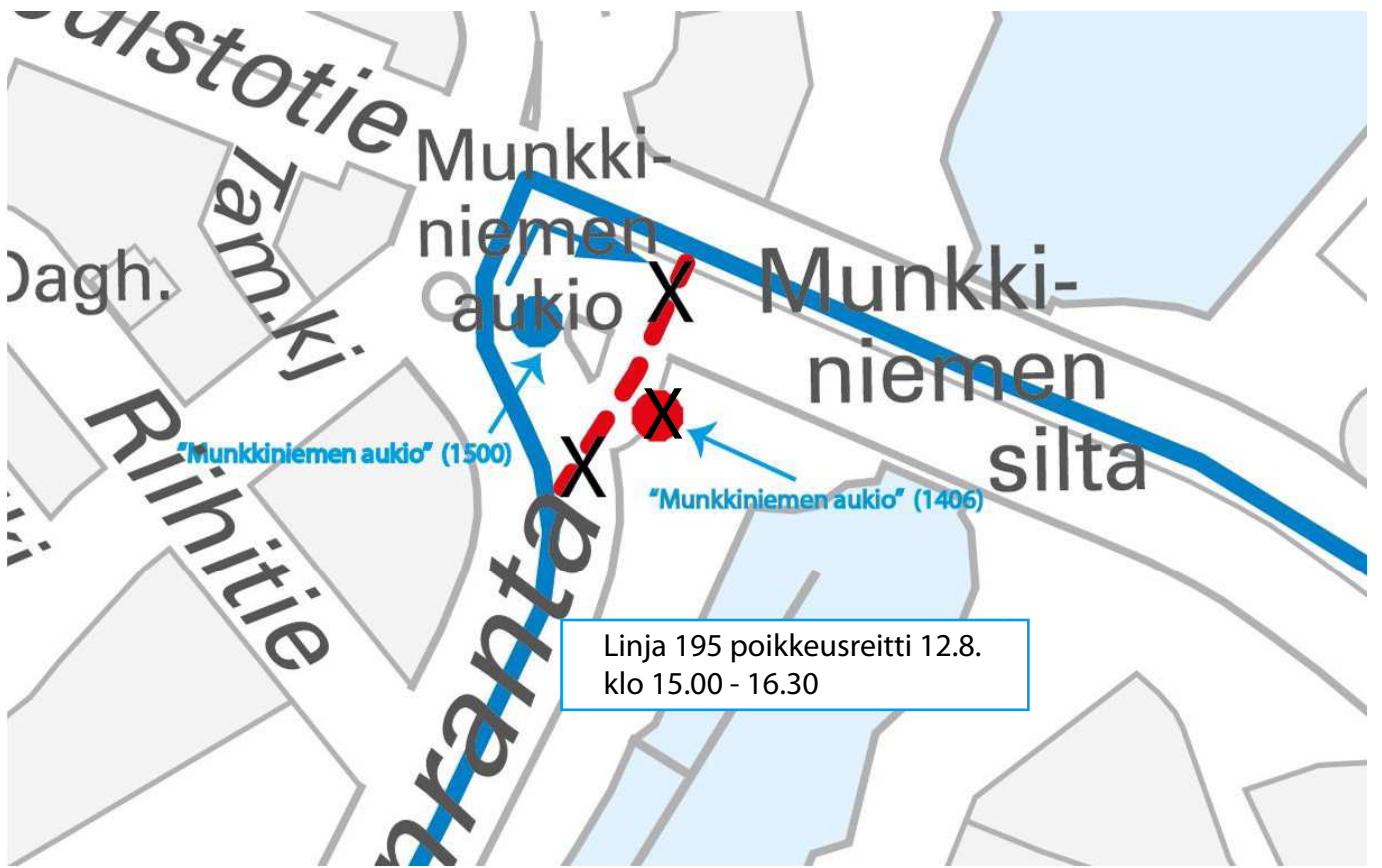 Munkki-
niemen
aukio
Tam.kj
Dagh.
Munkki-
niemen
silta
Riihitie
"Munkkiniemen aukio" (1500)
"Munkkiniemen aukio" (1406)
X
X
X
Linja 195 poikkeusreitti 12.8.
klo 15.00 - 16.30